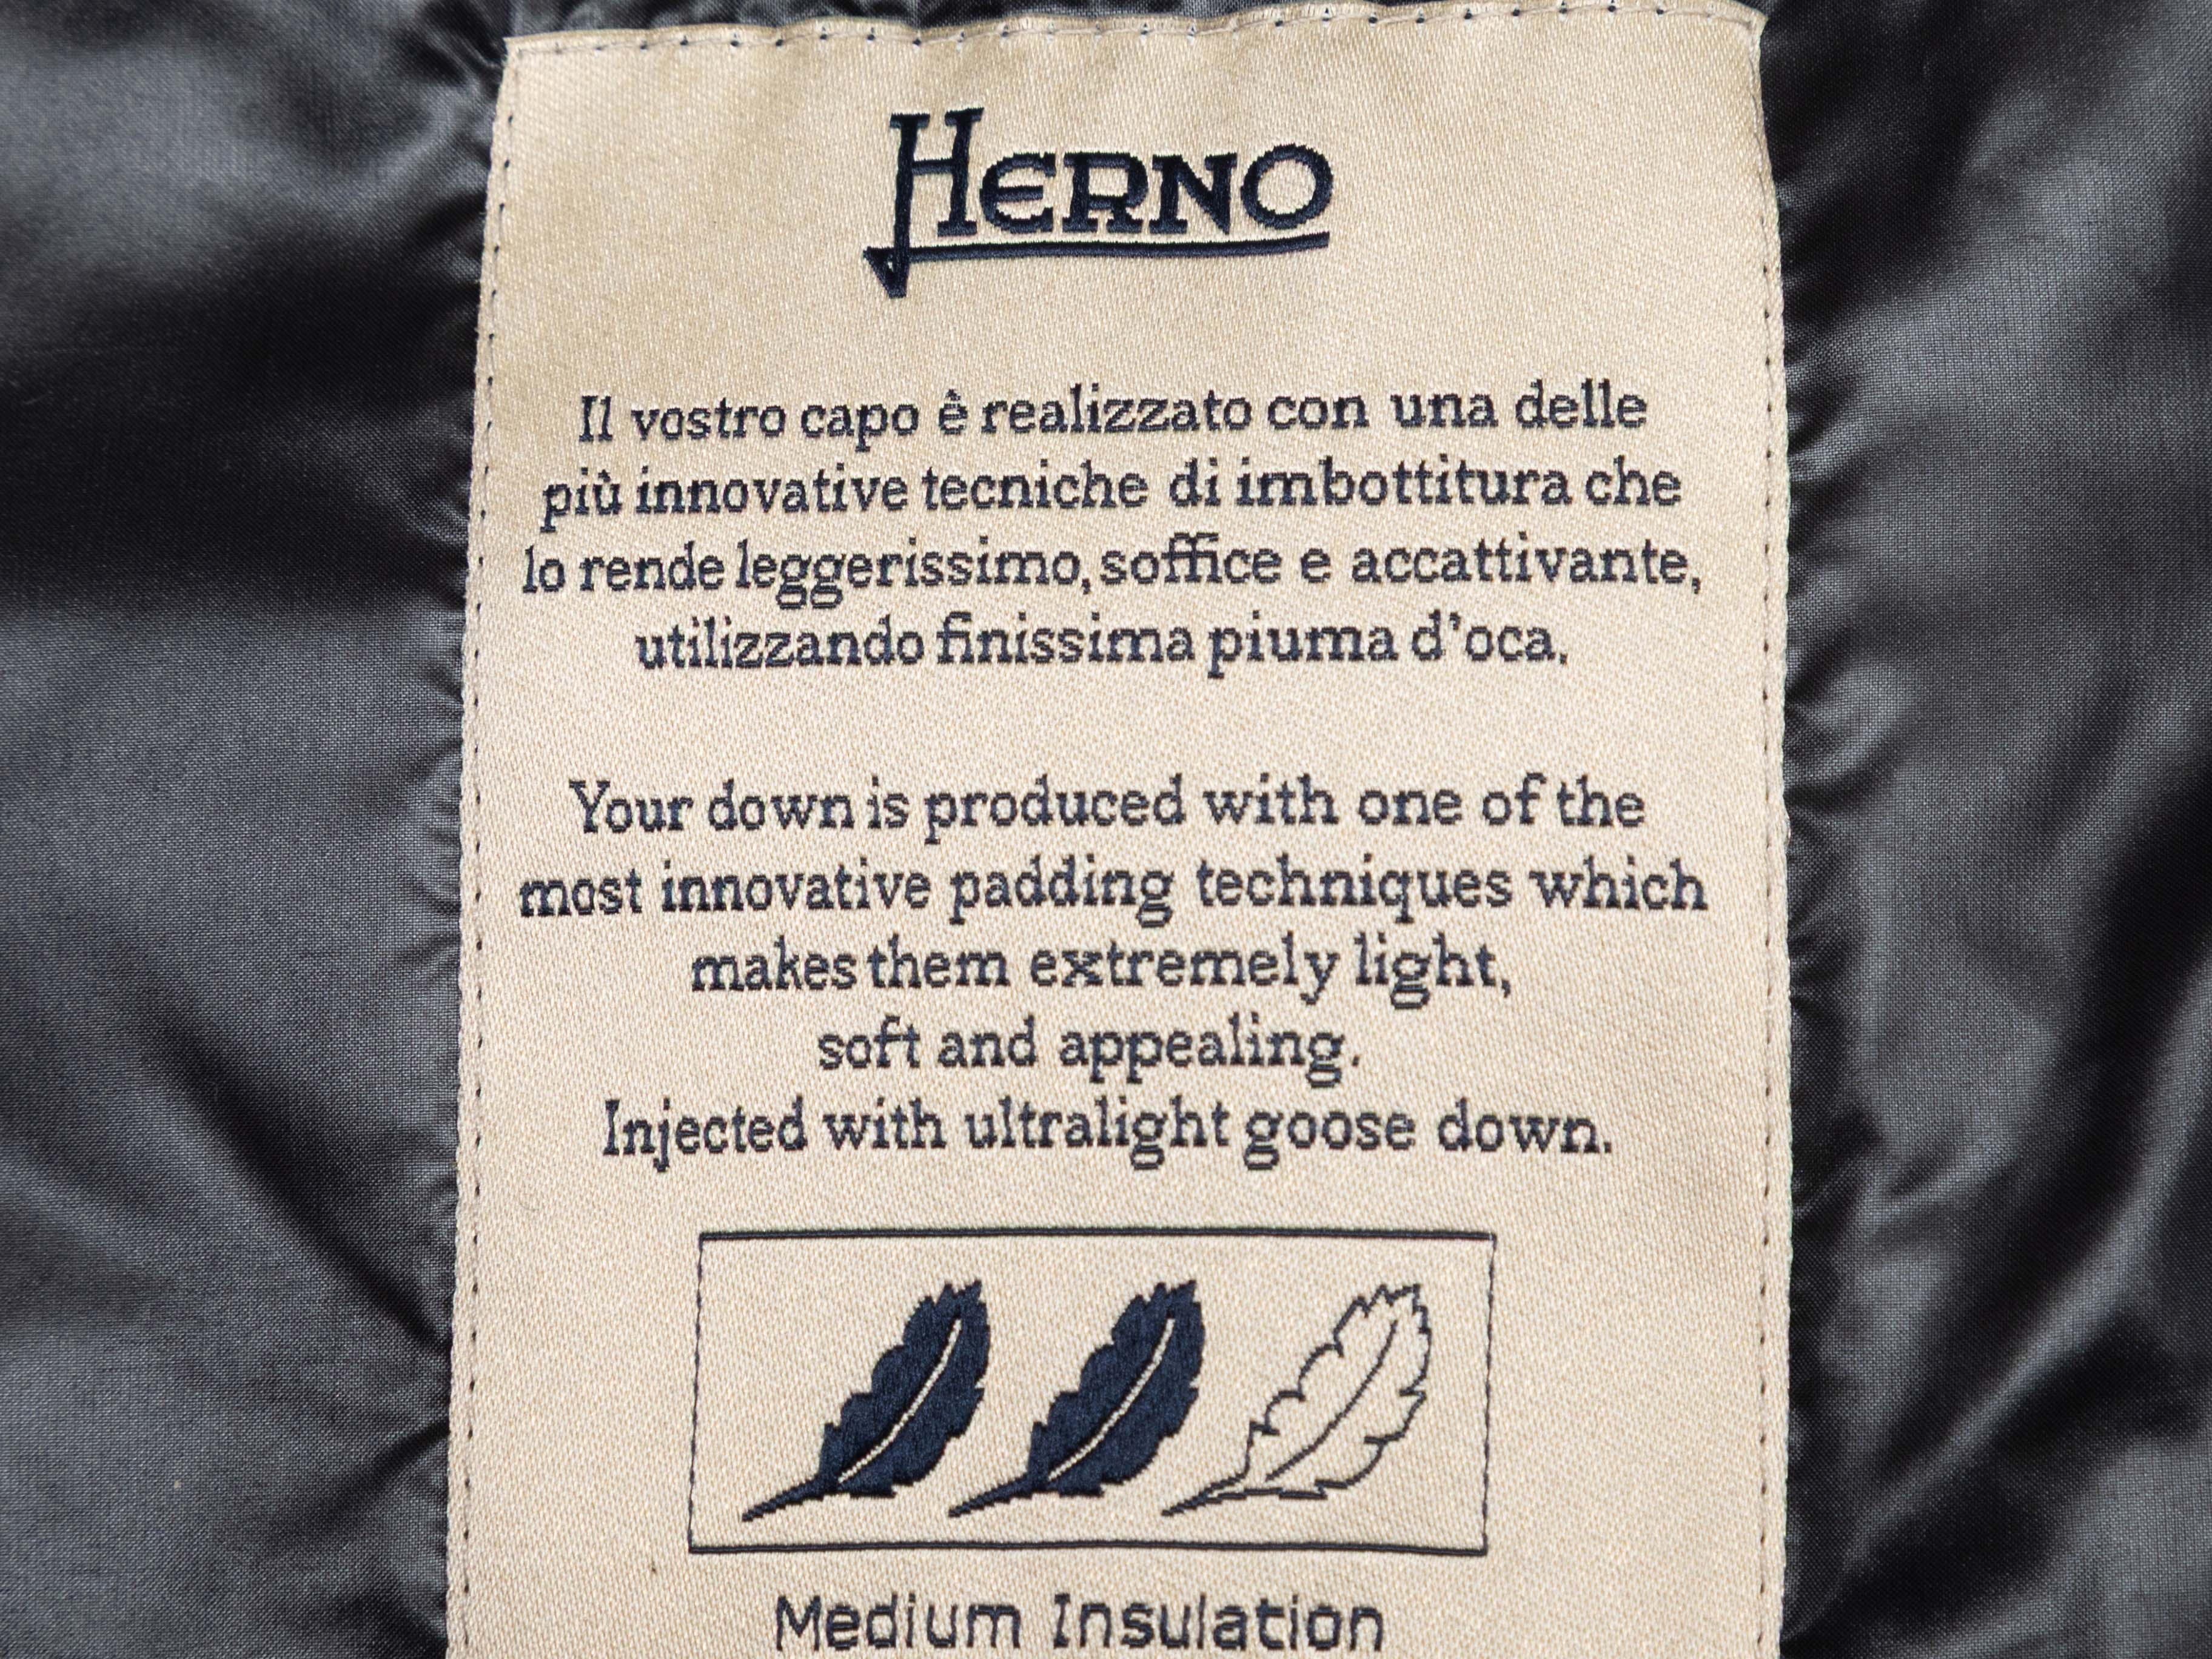 HERNO
Il vostro capo è realizzato con una delle
più innovative tecniche di imbottitura che
lo rende leggerissimo, soffice e accattivante,
utilizzando finissima piuma d'oca.
Your down is produced with one of the
most innovative padding techniques which
makes them extremely light,
soft and appealing.
Injected with ultralight goose down.
Medium Insulation